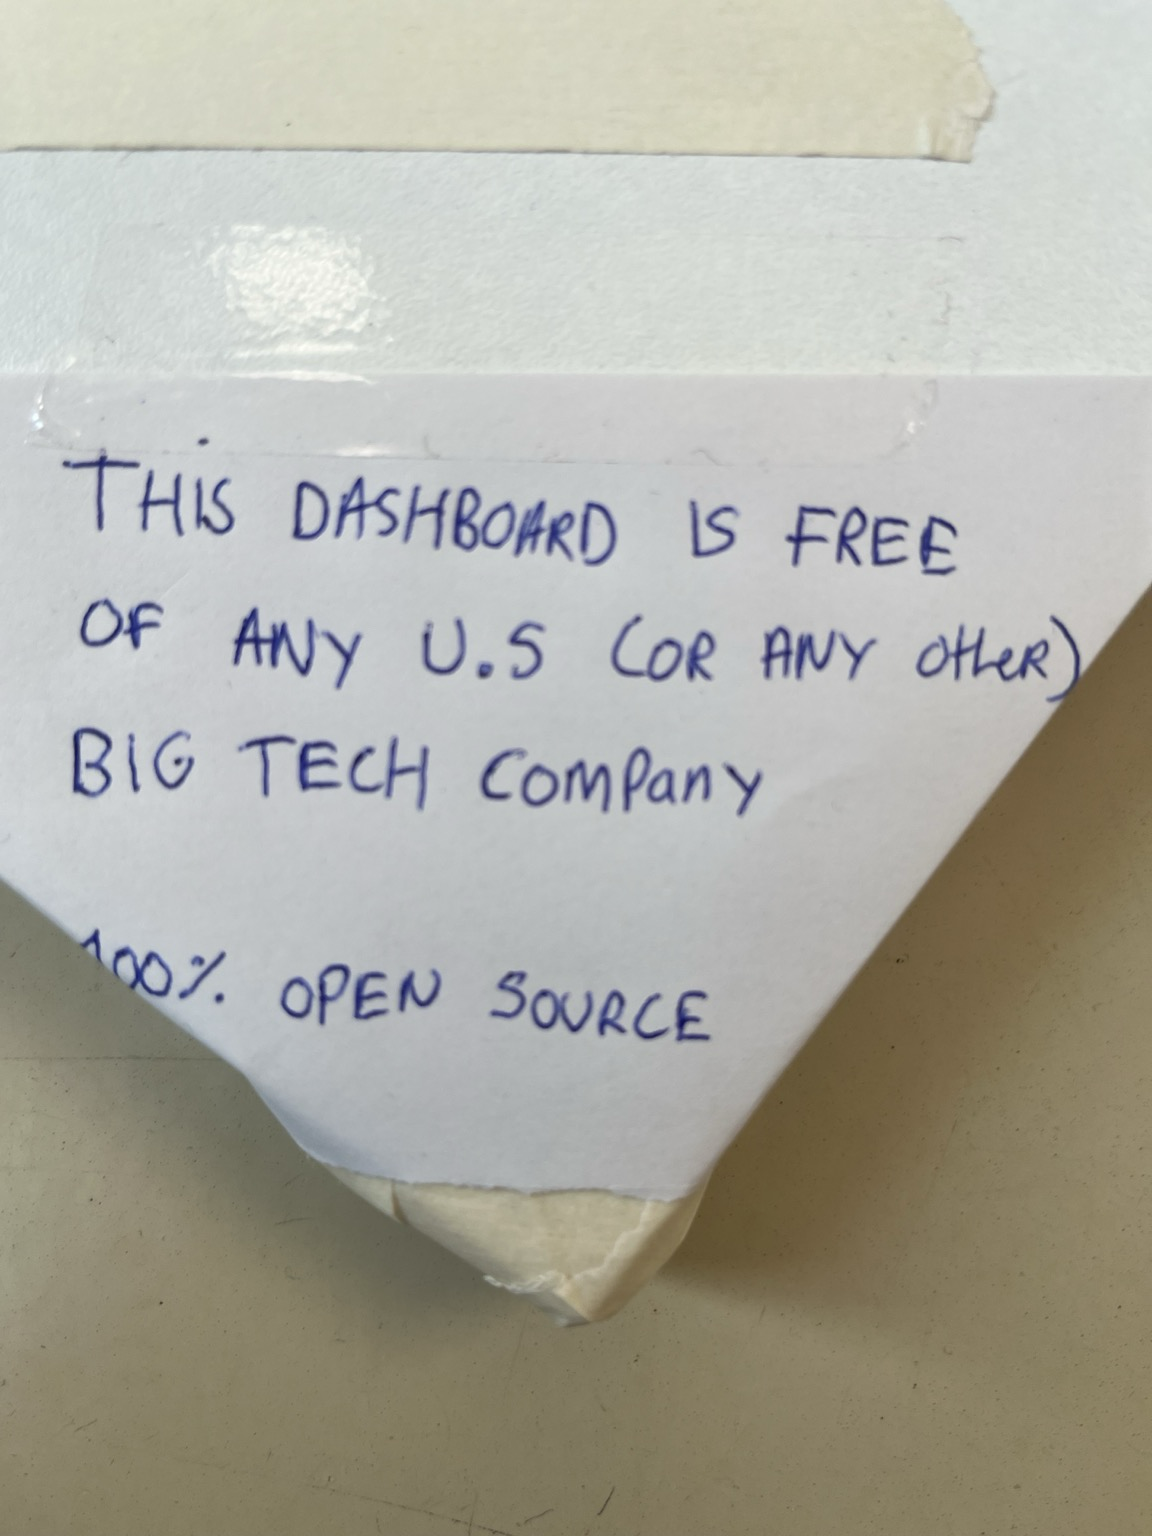 THIS DASHBOARD IS FREE
OF ANY U.S (OR ANY OtHeR)
BIG TECH ComPany
100% OPEN SOURCE